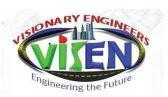 VISIONARY ENGINEERS
ViSEN
Engineering the Future